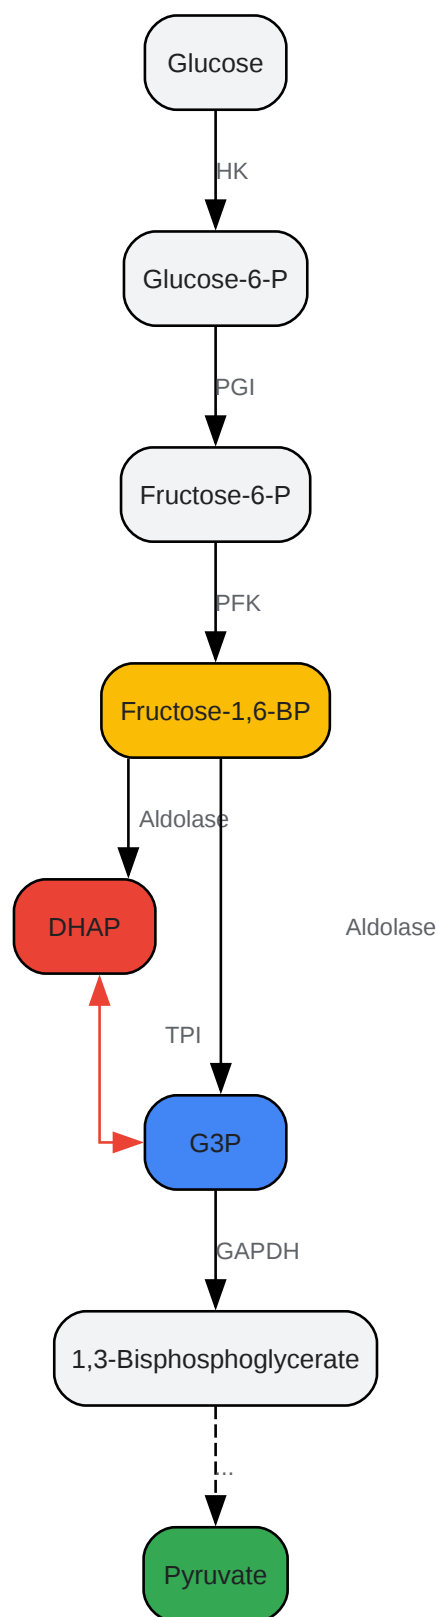 Glucose
HK
Glucose-6-P
PGI
Fructose-6-P
PFK
Fructose-1,6-BP
Aldolase
DHAP
Aldolase
TPI
G3P
GAPDH
1,3-Bisphosphoglycerate
...
Pyruvate